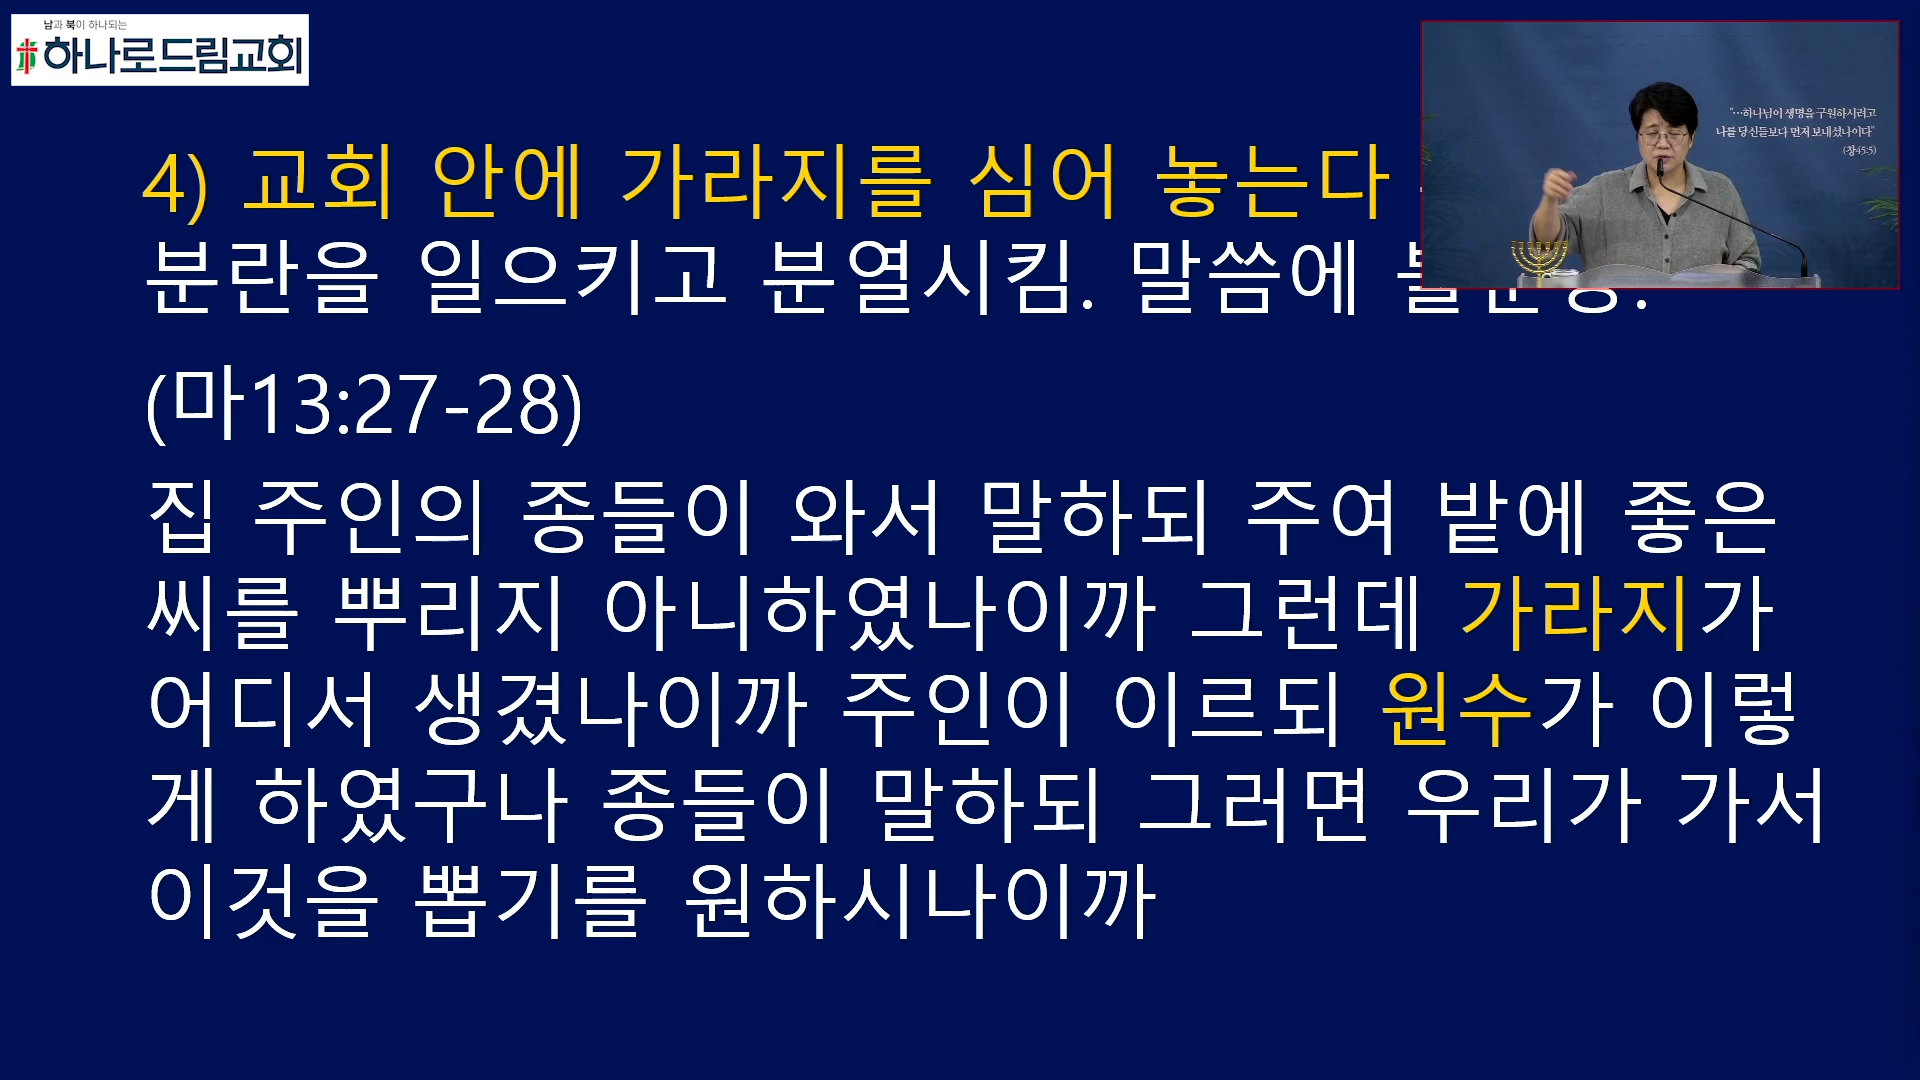 남과 북이 하나되는
하나로드림교회
"…하나님이 생명을 구원하시려고
나를 당신들보다 먼저 보내셨나이다"
(창45:5)
4) 교회 안에 가라지를 심어 놓는다
분란을 일으키고 분열시킴. 말씀에
(마13:27-28)
집 주인의 종들이 와서 말하되 주여 밭에 좋은
씨를 뿌리지 아니하였나이까 그런데 가라지가
어디서 생겼나이까 주인이 이르되 원수가 이렇
게 하였구나 종들이 말하되 그러면 우리가 가서
이것을 뽑기를 원하시나이까